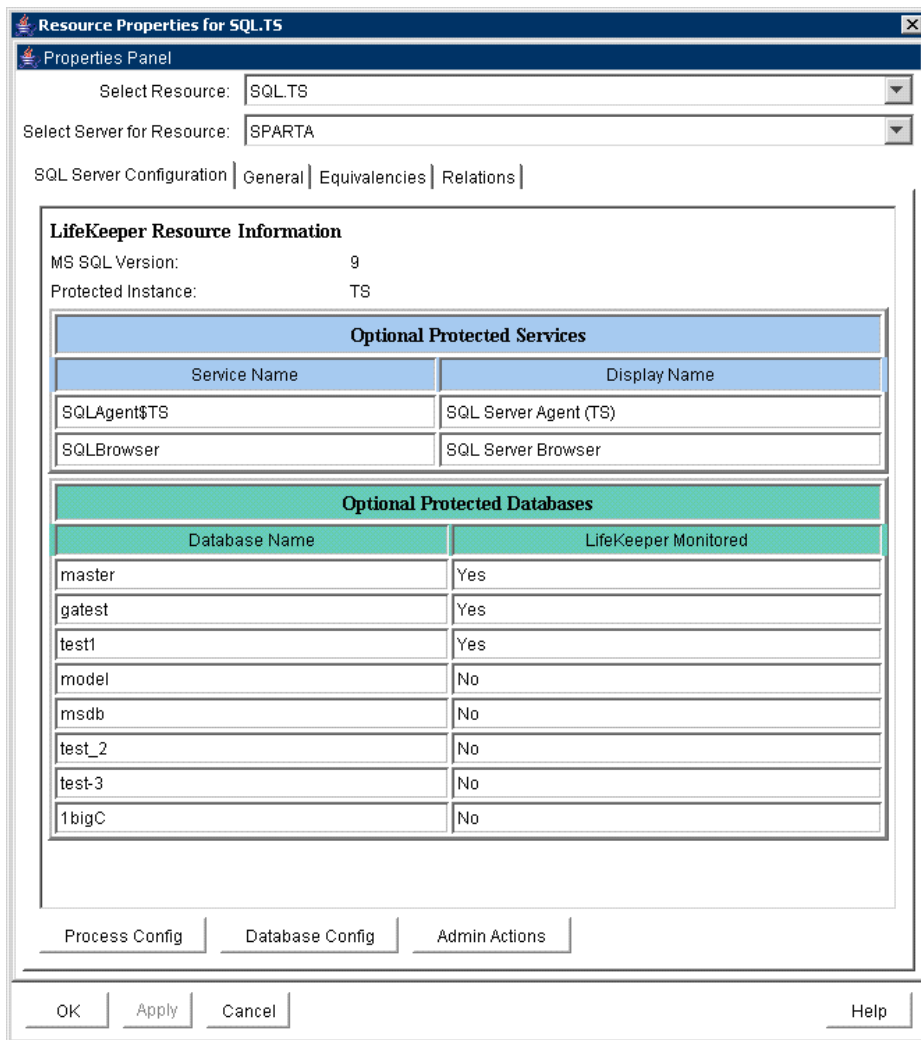 Resource Properties for SQL.TS
Properties Panel
Select Resource: SQL.TS
Select Server for Resource: SPARTA
SQL Server Configuration General Equivalencies Relations
LifeKeeper Resource Information
MS SQL Version: 9
Protected Instance: TS
Optional Protected Services
Service Name Display Name
SQLAgent$TS SQL Server Agent (TS)
SQLBrowser SQL Server Browser
Optional Protected Databases
Database Name LifeKeeper Monitored
master Yes
gatest Yes
test1 Yes
model No
msdb No
test_2 No
test-3 No
1bigC No
Process Config Database Config Admin Actions
OK Apply Cancel Help